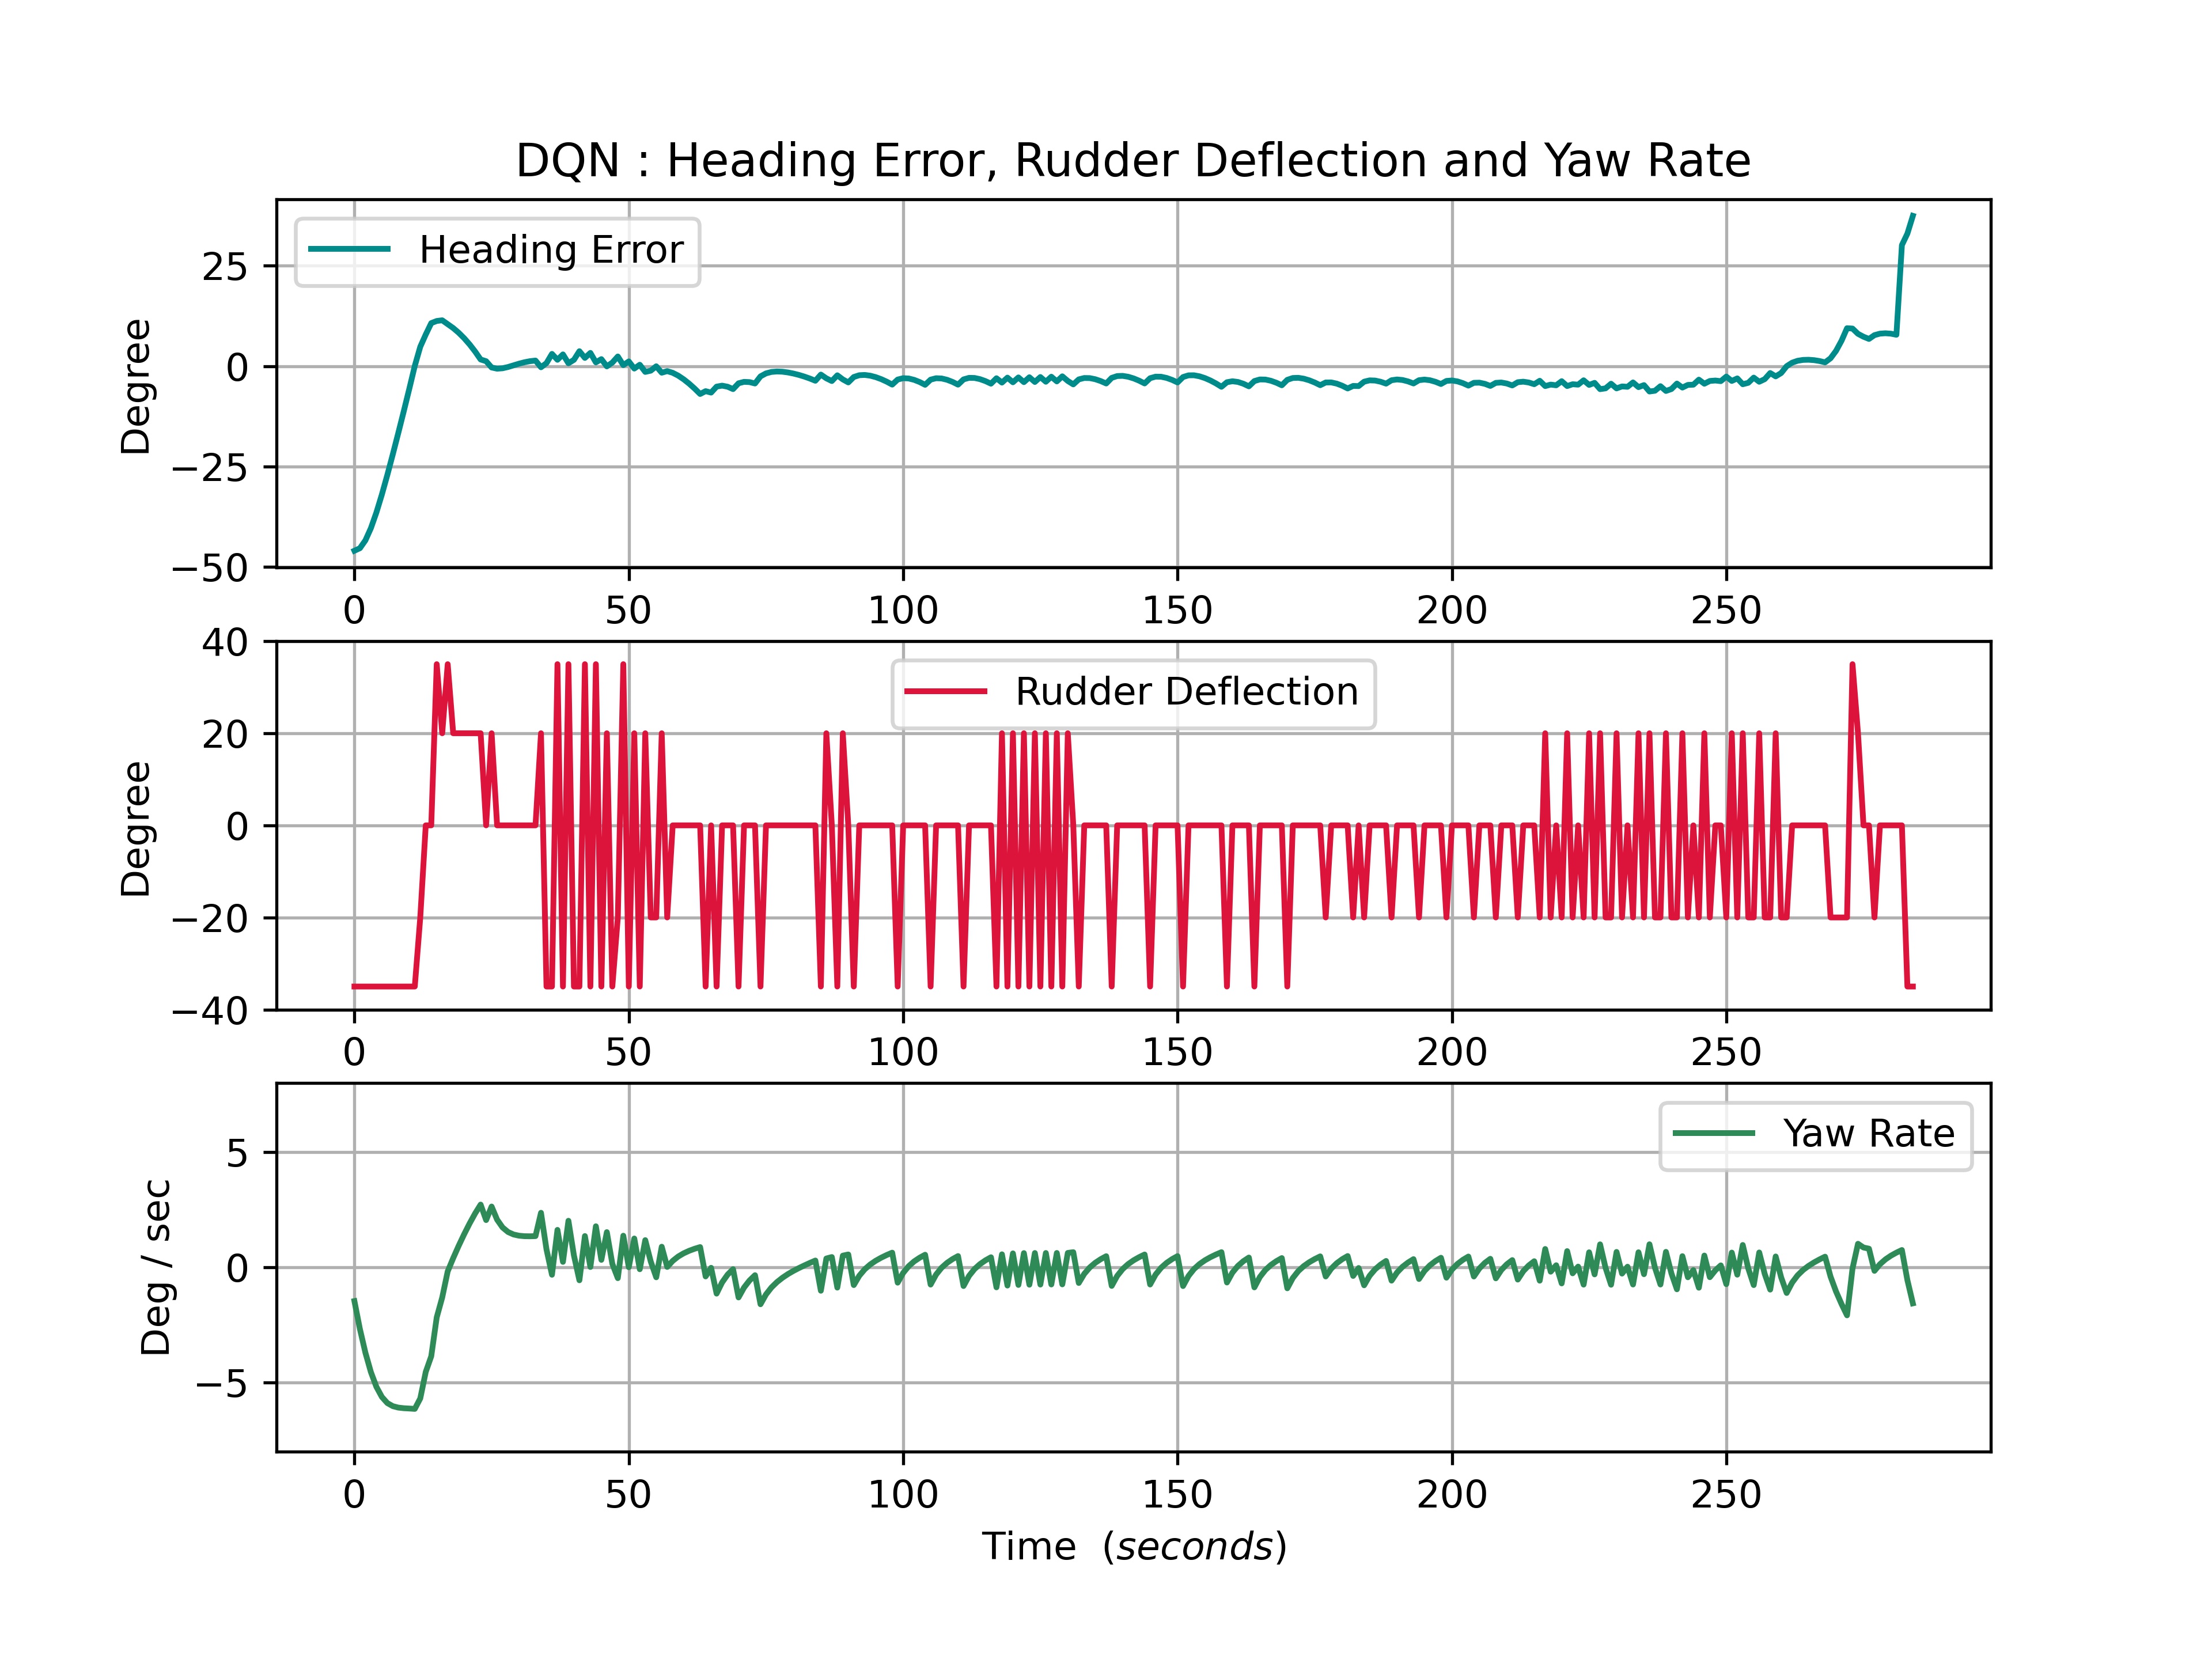 DQN : Heading Error, Rudder Deflection and Yaw Rate
Heading Error
Degree
25
0
−25
−50
0 50 100 150 200 250
Rudder Deflection
Degree
40
20
0
−20
−40
0 50 100 150 200 250
Yaw Rate
Deg / sec
5
0
−5
0 50 100 150 200 250
Time (seconds)